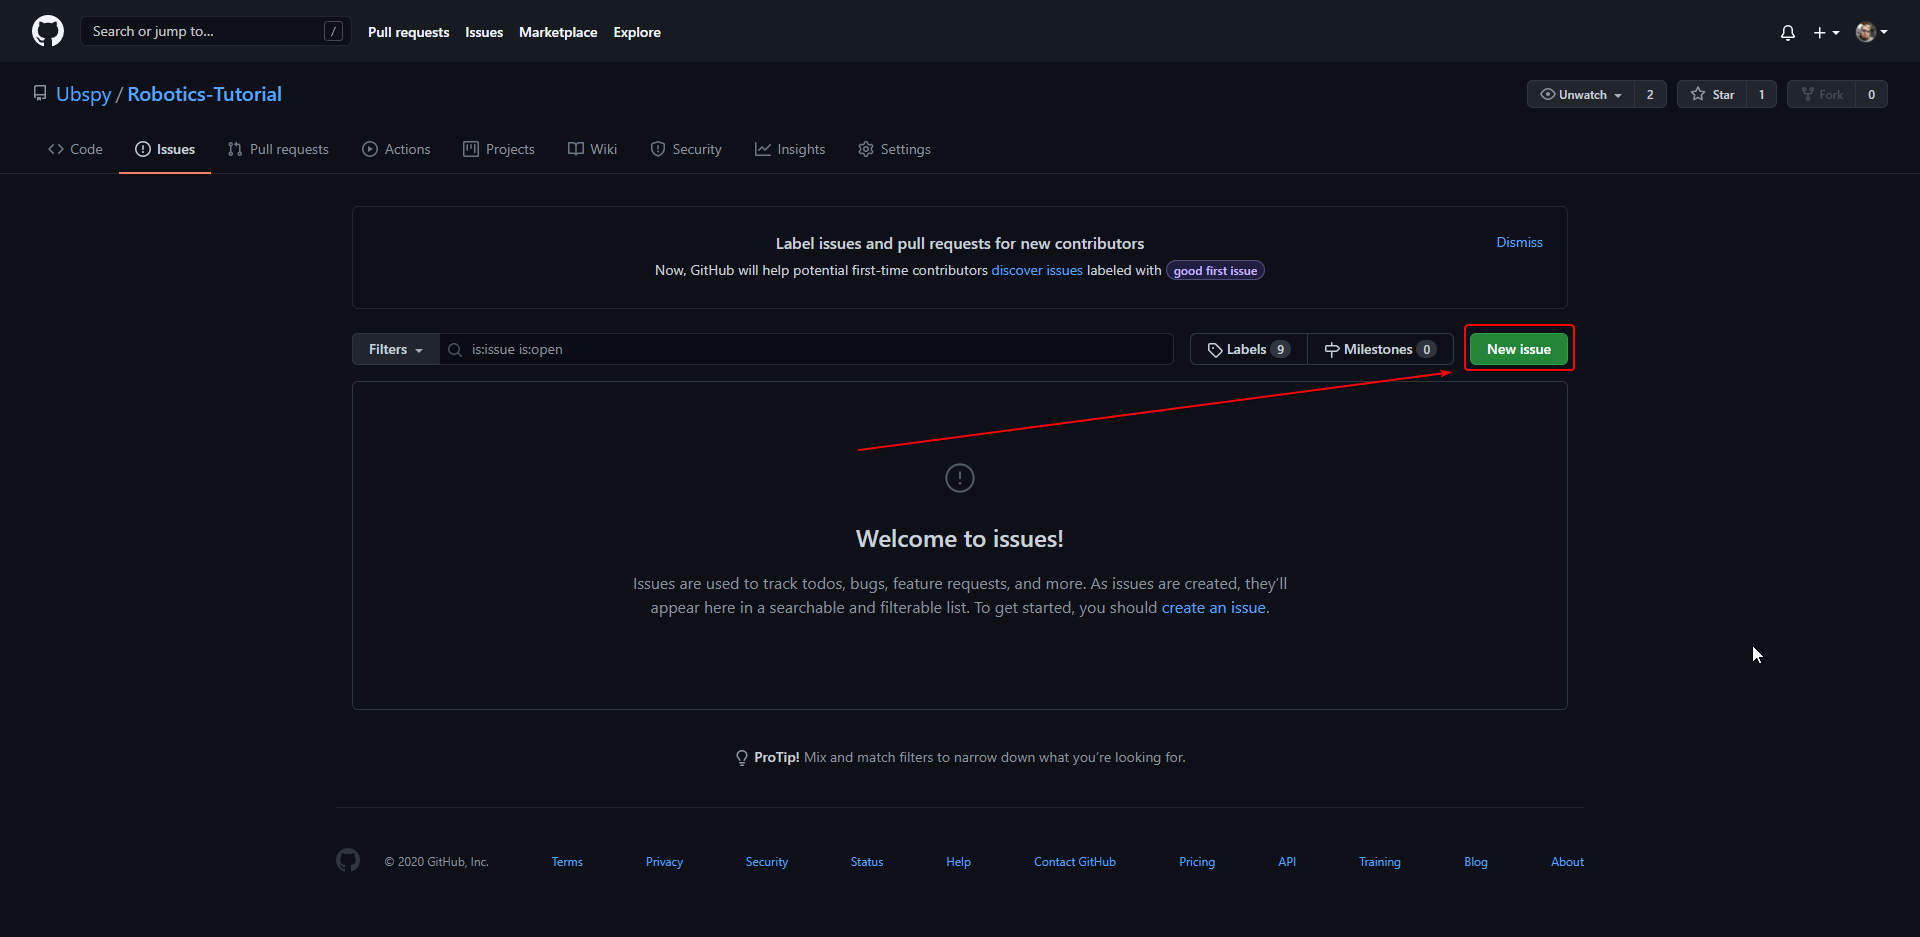 Search or jump to... /
Pull requests Issues Marketplace Explore
Ubspy / Robotics-Tutorial
Unwatch 2 Star 1 Fork 0
Code Issues Pull requests Actions Projects Wiki Security Insights Settings
Label issues and pull requests for new contributors
Dismiss
Now, GitHub will help potential first-time contributors discover issues labeled with good first issue
Filters is:issue is:open Labels 9 Milestones 0 New issue
Welcome to issues!
Issues are used to track todos, bugs, feature requests, and more. As issues are created, they’ll
appear here in a searchable and filterable list. To get started, you should create an issue.
ProTip! Mix and match filters to narrow down what you’re looking for.
© 2020 GitHub, Inc. Terms Privacy Security Status Help Contact GitHub Pricing API Training Blog About